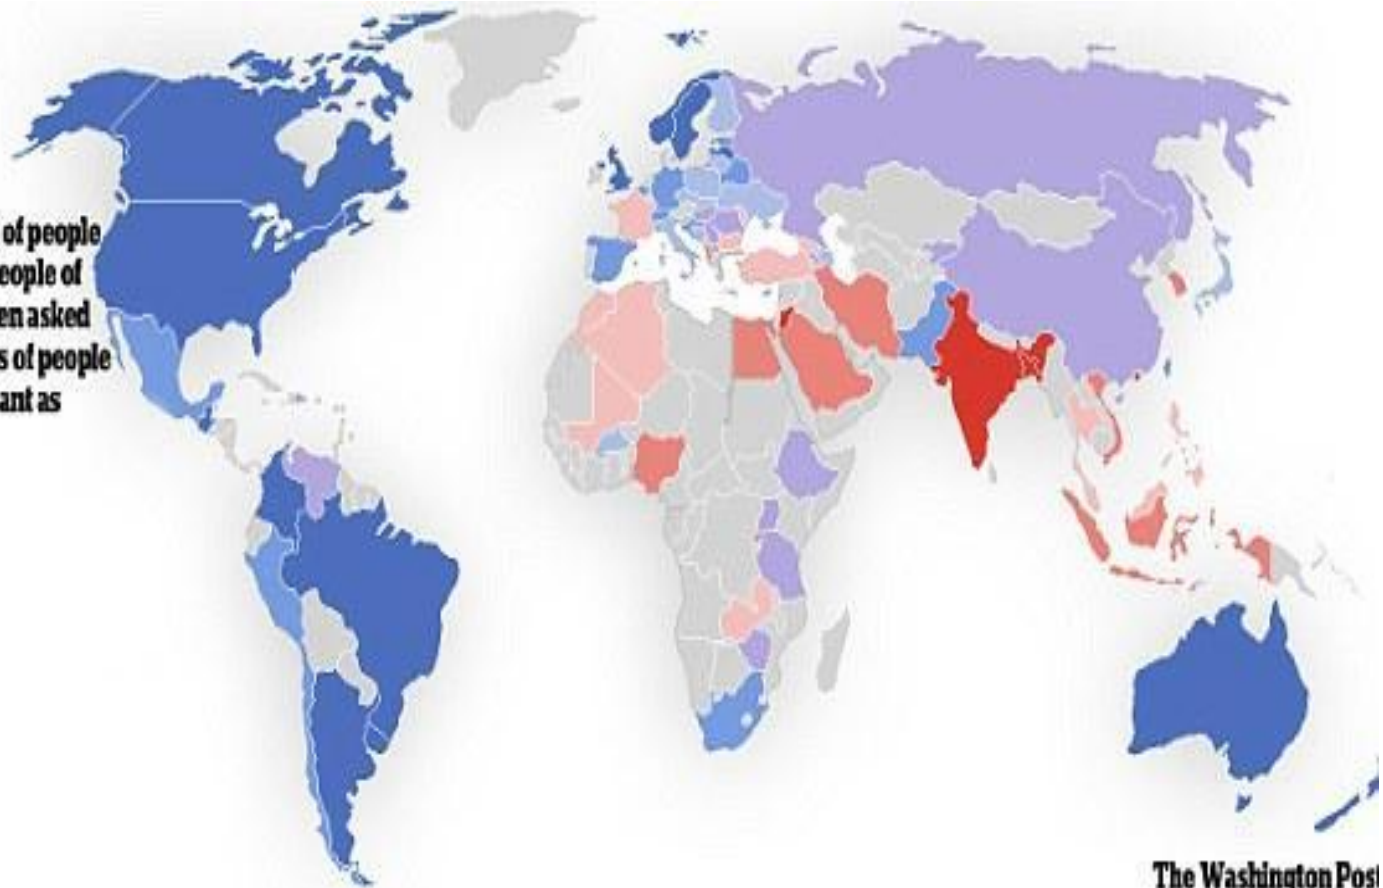 of people
eople of
en asked
s of people
ant as
The Washington Post